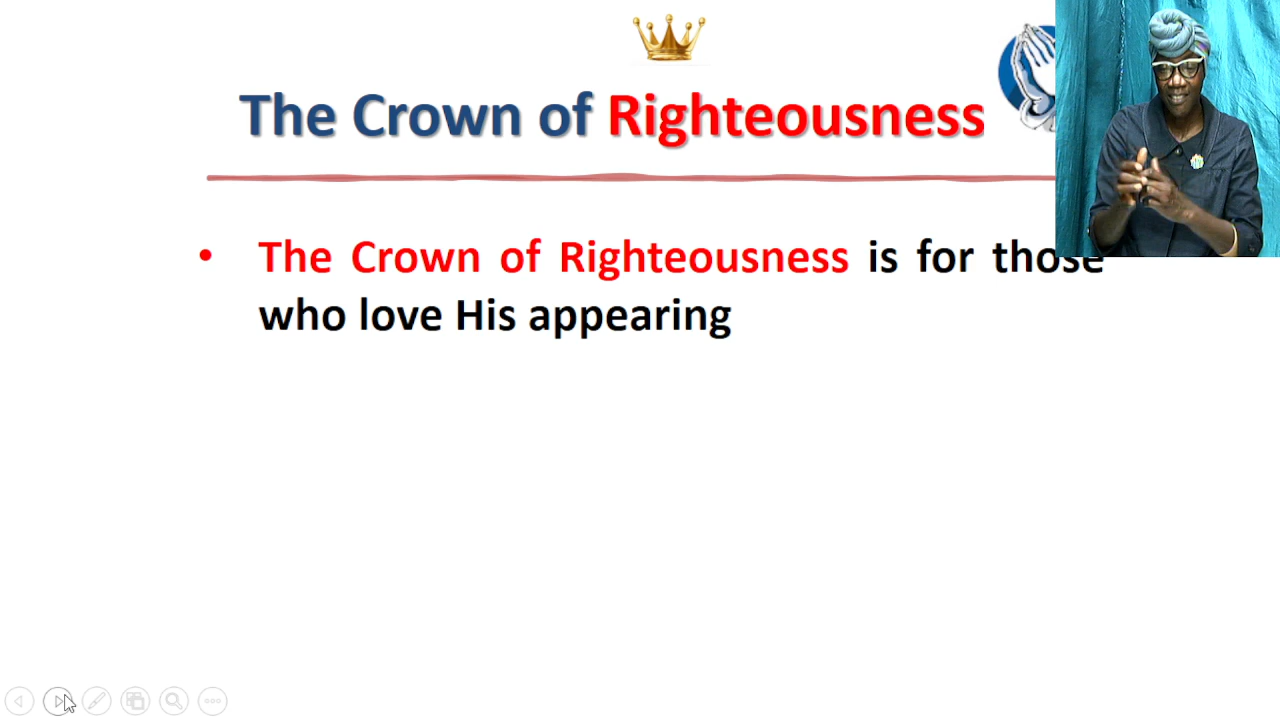 The Crown of Righteousness
• The Crown of Righteousness is for those
who love His appearing